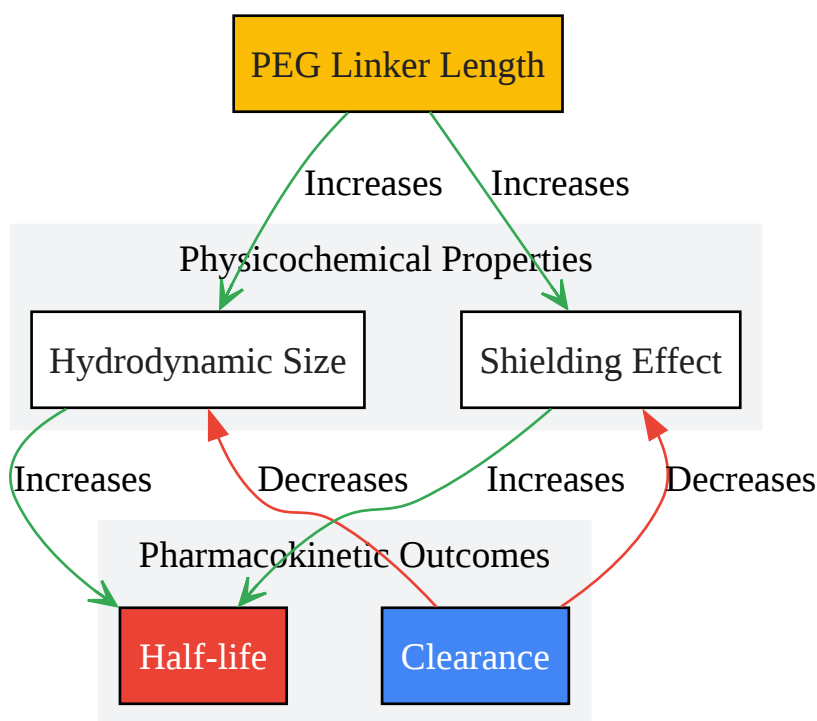 PEG Linker Length
Increases
Increases
Physicochemical Properties
Hydrodynamic Size
Shielding Effect
Increases
Decreases
Increases
Decreases
Pharmacokinetic Outcomes
Half-life
Clearance